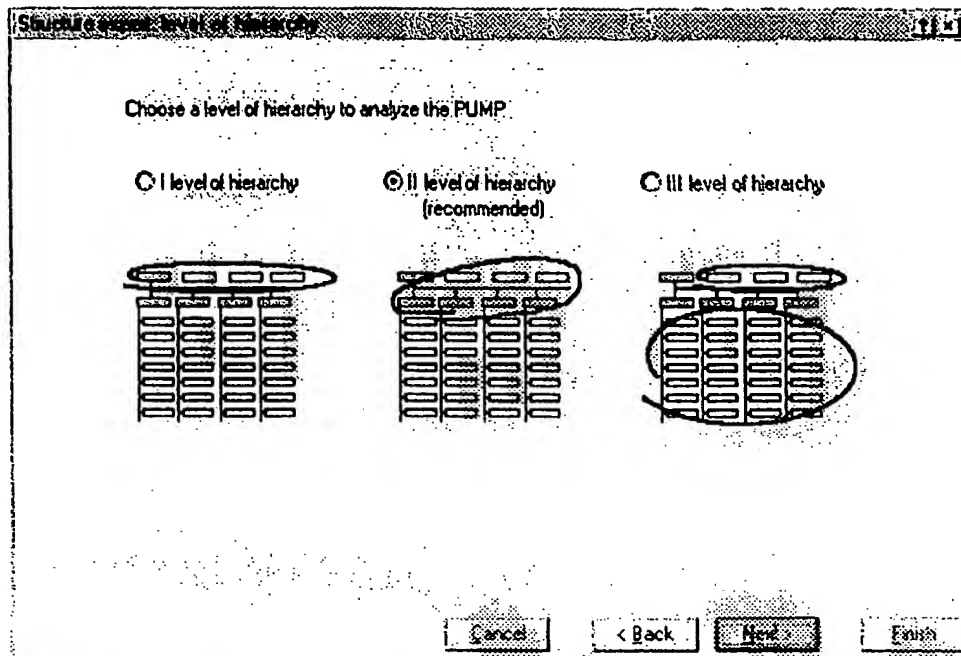 Structure aspect: level of hierarchy
Choose a level of hierarchy to analyze the PUMP
I level of hierarchy
II level of hierarchy
(recommended)
III level of hierarchy
Cancel
< Back
Next >
Finish